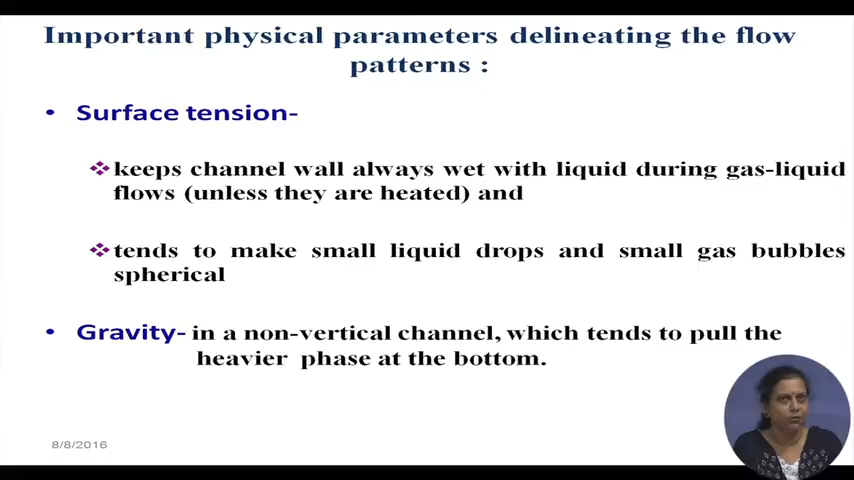 Important physical parameters delineating the flow
patterns :
• Surface tension-
❖keeps channel wall always wet with liquid during gas-liquid
flows (unless they are heated) and
❖tends to make small liquid drops and small gas bubbles
spherical
• Gravity- in a non-vertical channel, which tends to pull the
heavier phase at the bottom.
8/8/2016